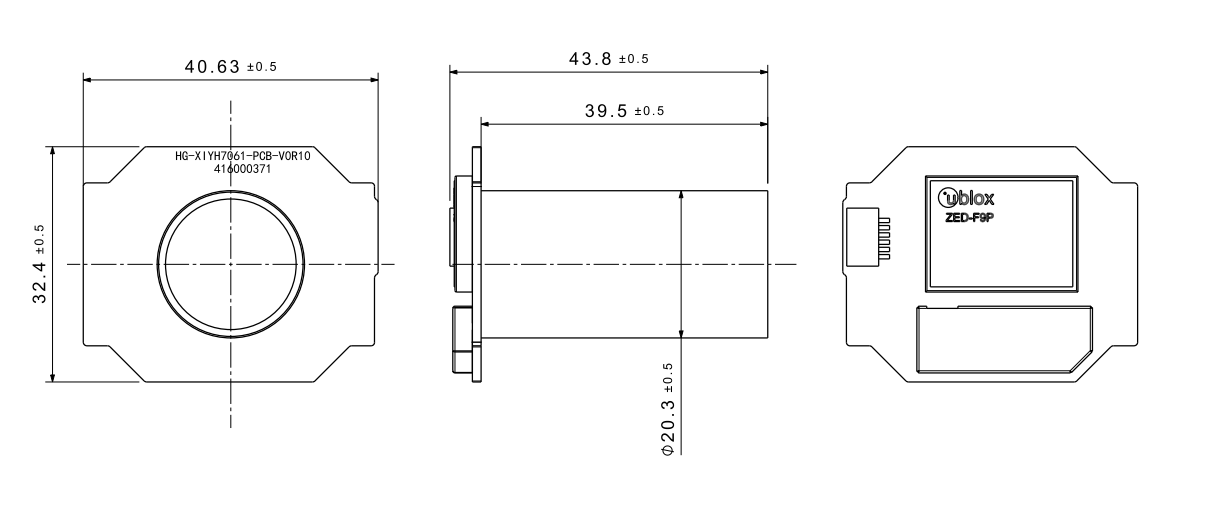 40.63 ±0.5
43.8 ±0.5
39.5 ±0.5
HG-XIYH7061-PCB-V0R10
416000371
32.4 ±0.5
Φ20.3 ±0.5
ublox
ZED-F9P